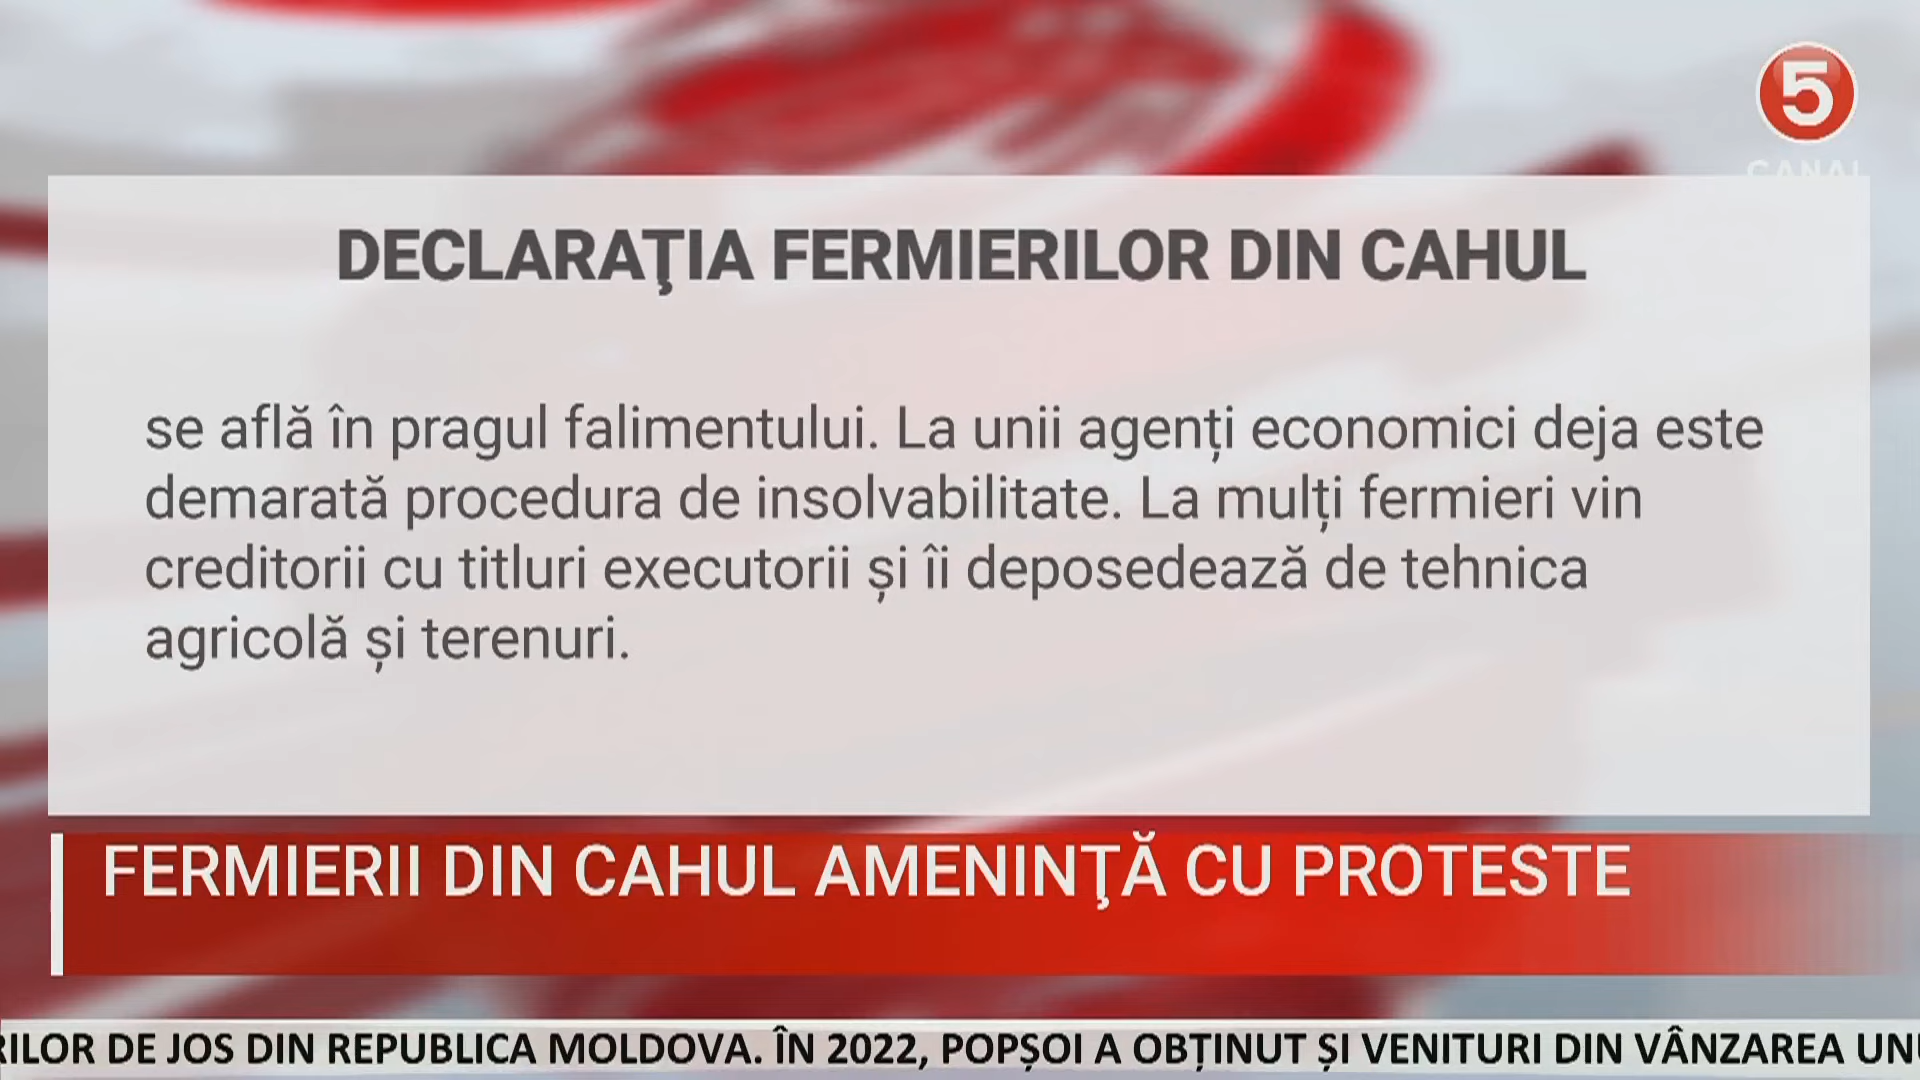 5
CANAL
DECLARAŢIA FERMIERILOR DIN CAHUL
se află în pragul falimentului. La unii agenți economici deja este
demarată procedura de insolvabilitate. La mulți fermieri vin
creditorii cu titluri executorii și îi deposedează de tehnica
agricolă și terenuri.
FERMIERII DIN CAHUL AMENINŢĂ CU PROTESTE
DE JOS DIN REPUBLICA MOLDOVA. ÎN 2022, POPȘOI A OBȚINUT ȘI VENITURI DIN VÂNZAREA